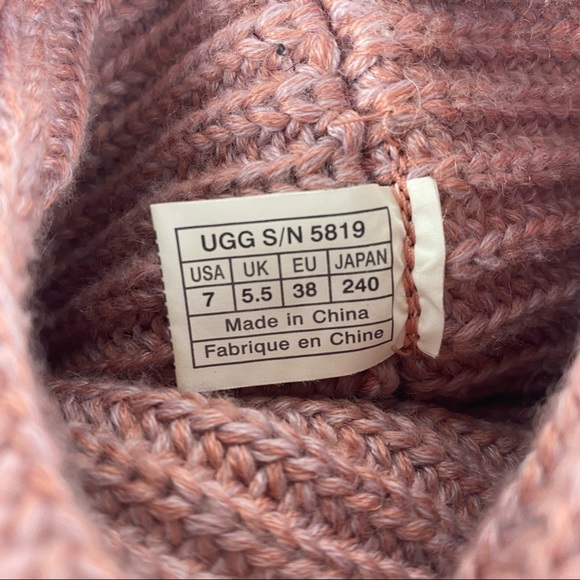 UGG S/N 5819
USA UK EU JAPAN
7 5.5 38 240
Made in China
Fabrique en Chine